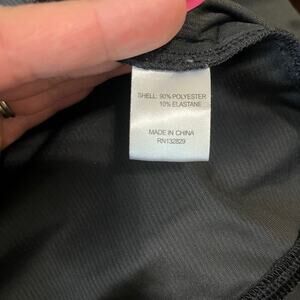 SHELL: 90% POLYESTER
10% ELASTANE
MADE IN CHINA
RN132829